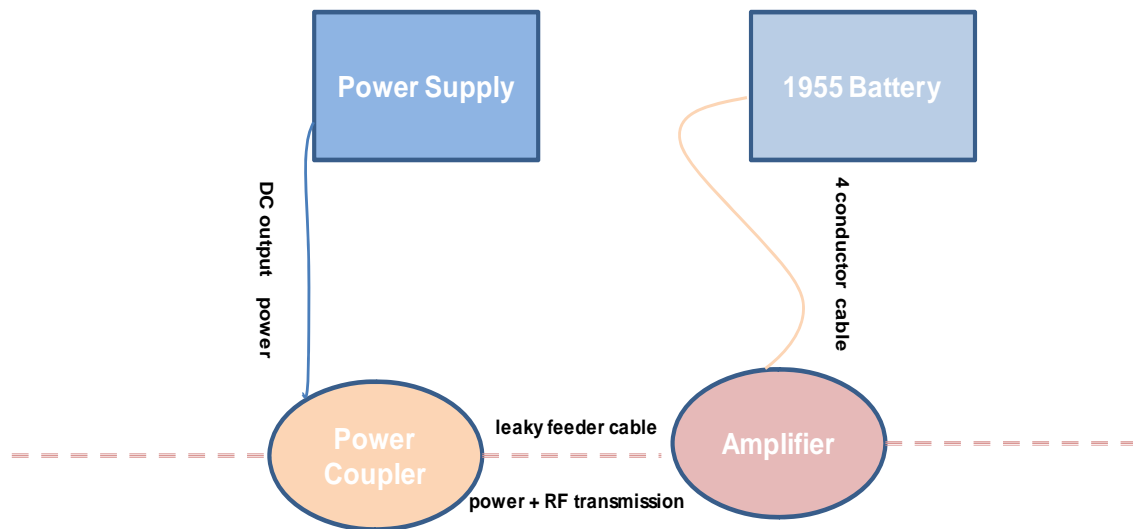 Power Supply
1955 Battery
DC output power
4 conductor cable
leaky feeder cable
Power
Coupler
Amplifier
power + RF transmission